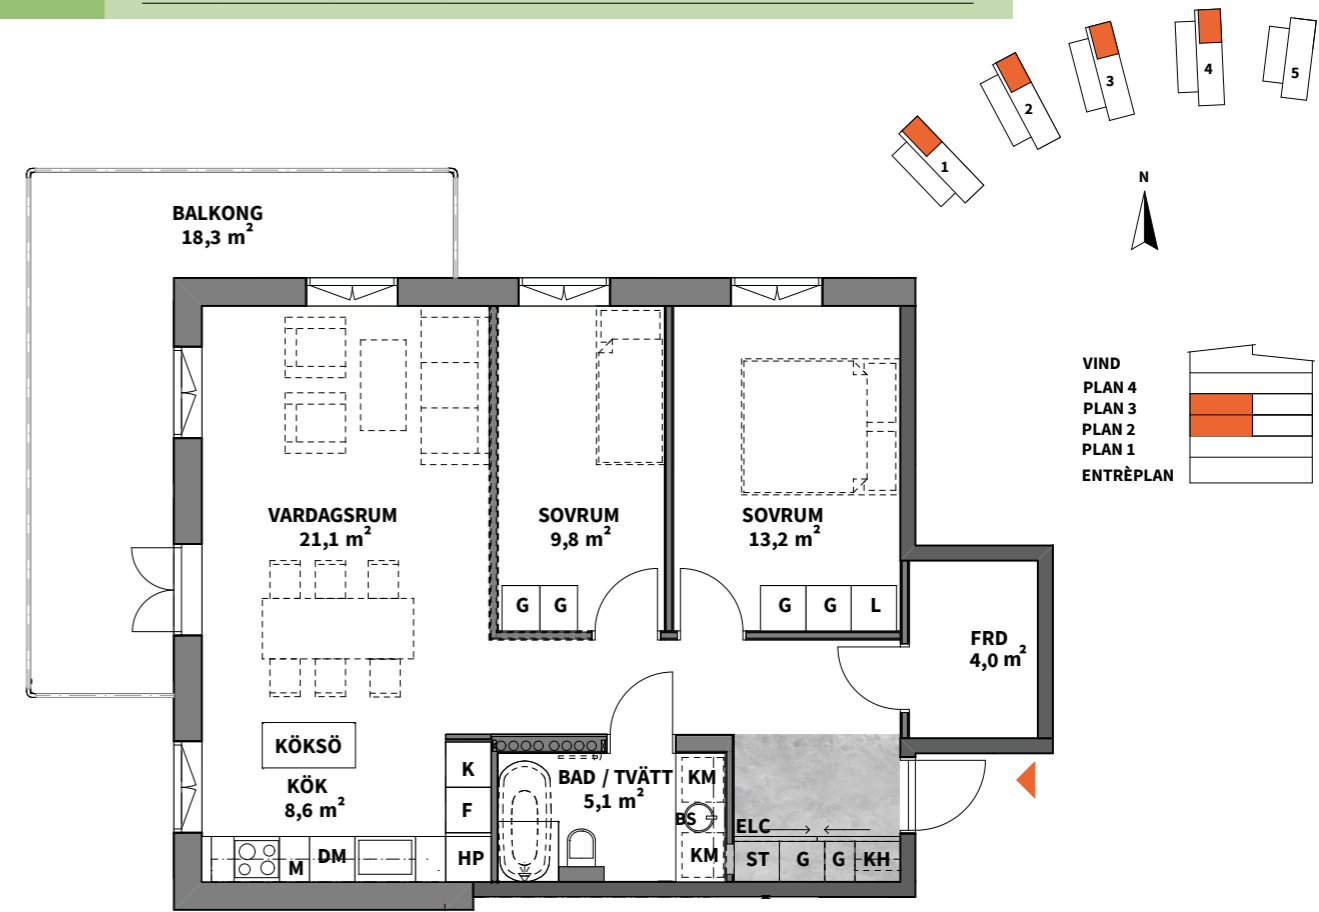 1
2
3
4
5
N
BALKONG
18,3 m²
VIND
PLAN 4
PLAN 3
PLAN 2
PLAN 1
ENTRÈPLAN
VARDAGSRUM
21,1 m²
SOVRUM
9,8 m²
SOVRUM
13,2 m²
G G
G G L
FRD
4,0 m²
KÖKSÖ
KÖK
8,6 m²
K
F
HP
M
DM
BAD / TVÄTT
5,1 m²
KM
BS
KM
ELC
ST G G KH